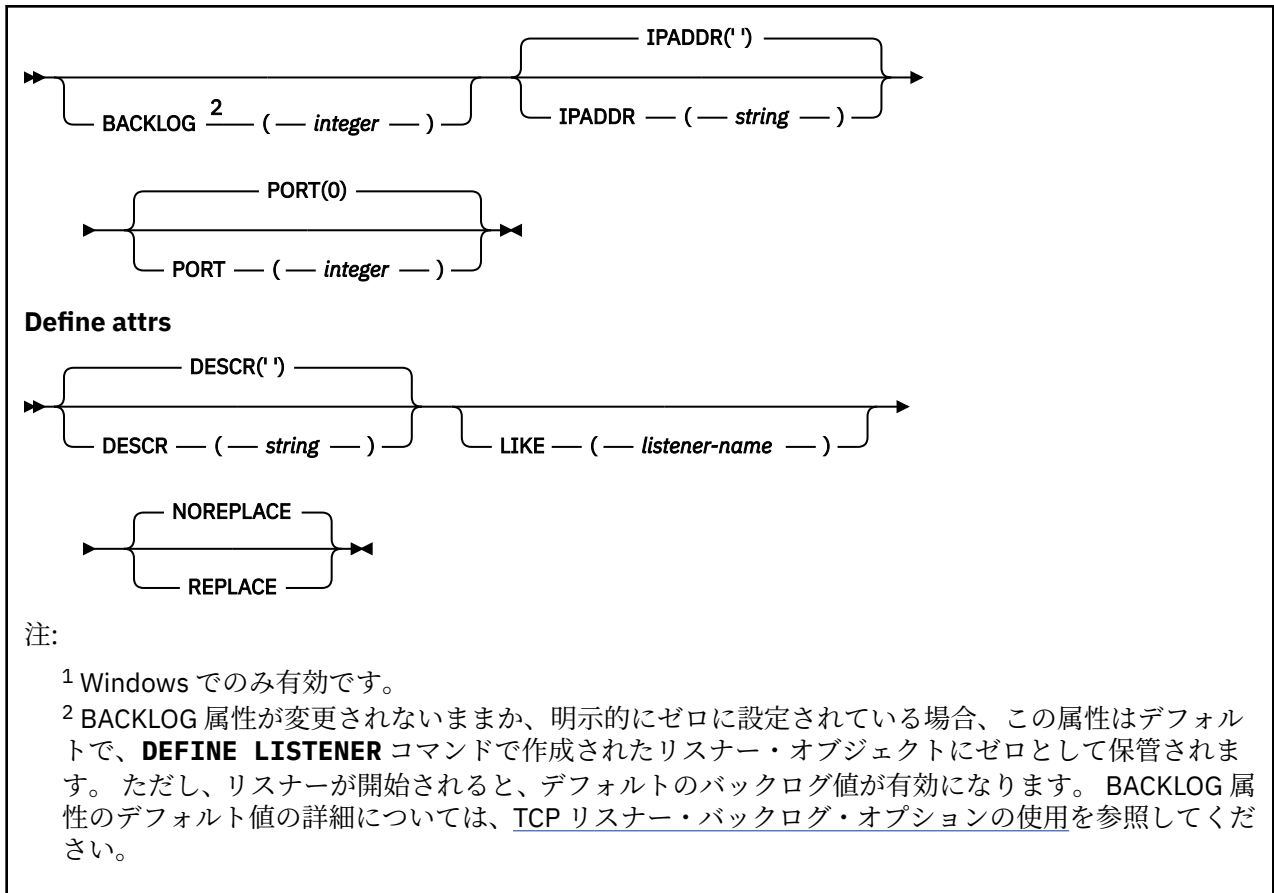 IPADDR(' ')
BACKLOG 2 ( integer )
IPADDR ( string )
PORT(0)
PORT ( integer )
Define attrs
DESCR(' ')
DESCR ( string )
LIKE ( listener-name )
NOREPLACE
REPLACE
注:
1 Windows でのみ有効です。
2 BACKLOG 属性が変更されないままか、明示的にゼロに設定されている場合、この属性はデフォル
トで、DEFINE LISTENER コマンドで作成されたリスナー・オブジェクトにゼロとして保管されま
す。 ただし、リスナーが開始されると、デフォルトのバックログ値が有効になります。 BACKLOG 属
性のデフォルト値の詳細については、TCP リスナー・バックログ・オプションの使用を参照してくだ
さい。